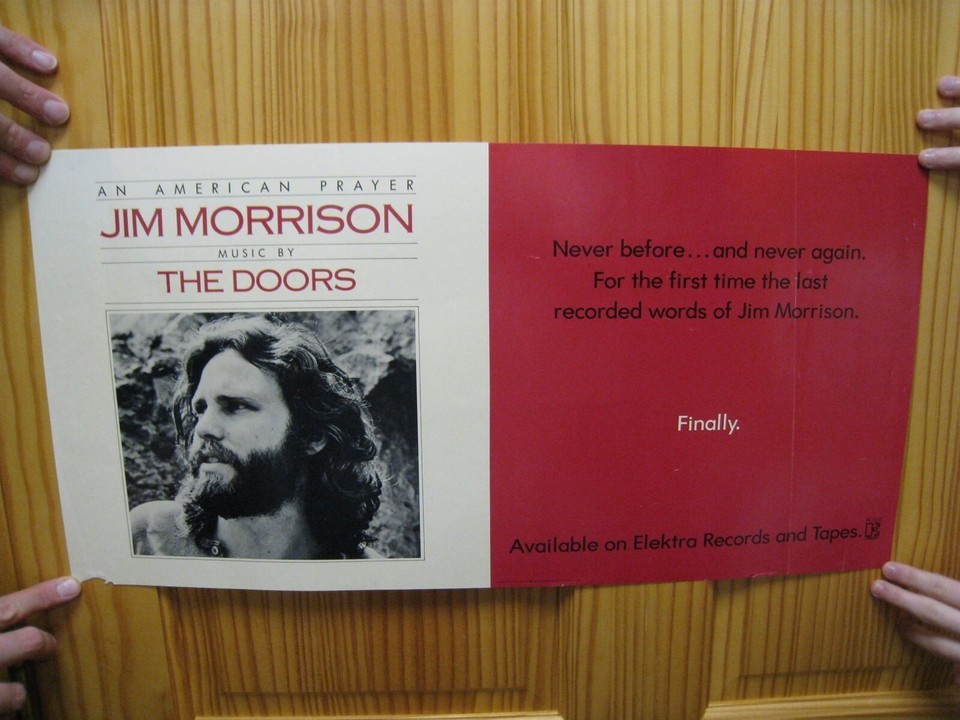 AN AMERICAN PRAYER
JIM MORRISON
MUSIC BY
THE DOORS
Never before...and never again.
For the first time the last
recorded words of Jim Morrison.
Finally.
Available on Elektra Records and Tapes.